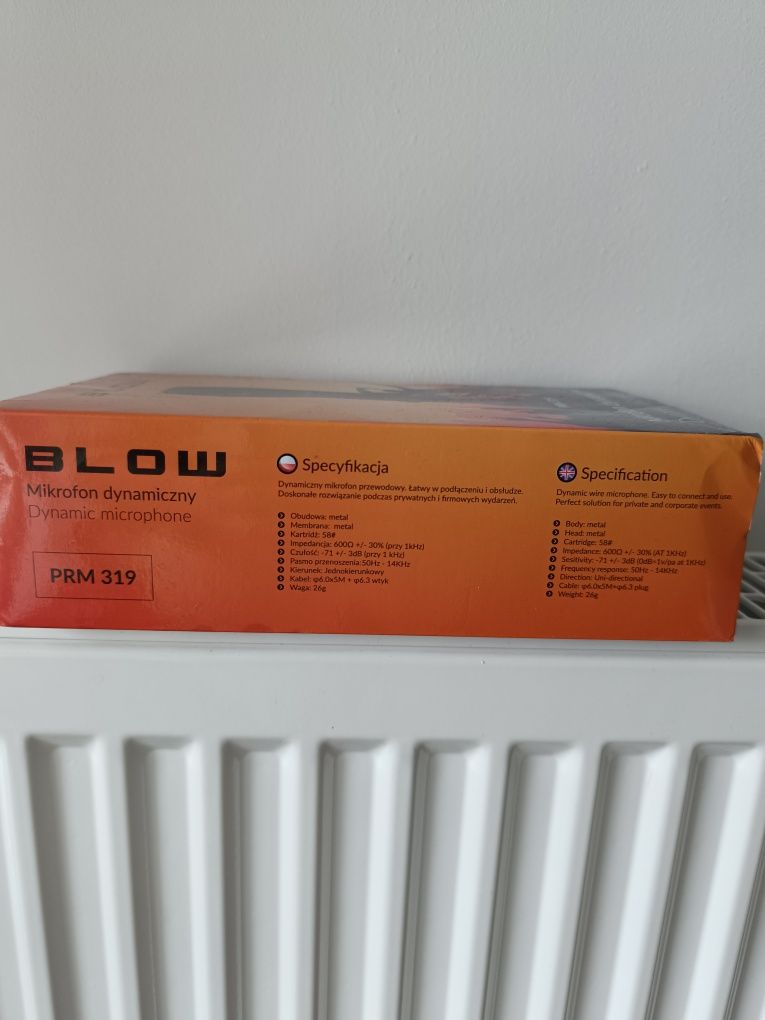 BLOW
Mikrofon dynamiczny
Dynamic microphone
PRM 319
Specyfikacja
Dynamiczny mikrofon przewodowy. Łatwy w podłączeniu i obsłudze.
Doskonałe rozwiązanie podczas prywatnych i firmowych wydarzeń.
Obudowa: metal
Membrana: metal
Kartridż: 58#
Impedancja: 600Ω +/- 30% (przy 1kHz)
Czułość: -71 +/- 3dB (przy 1 kHz)
Pasmo przenoszenia:50Hz - 14KHz
Kierunek: Jednokierunkowy
Kabel: φ6.0x5M + φ6.3 wtyk
Waga: 26g
Specification
Dynamic wire microphone. Easy to connect and use.
Perfect solution for private and corporate events.
Body: metal
Head: metal
Cartridge: 58#
Impedance: 600Ω +/- 30% (AT 1KHz)
Sesitivity: -71 +/- 3dB (0dB=1v/pa at 1KHz)
Frequency response: 50Hz - 14KHz
Direction: Uni-directional
Cable: φ6.0x5M+φ6.3 plug
Weight: 26g